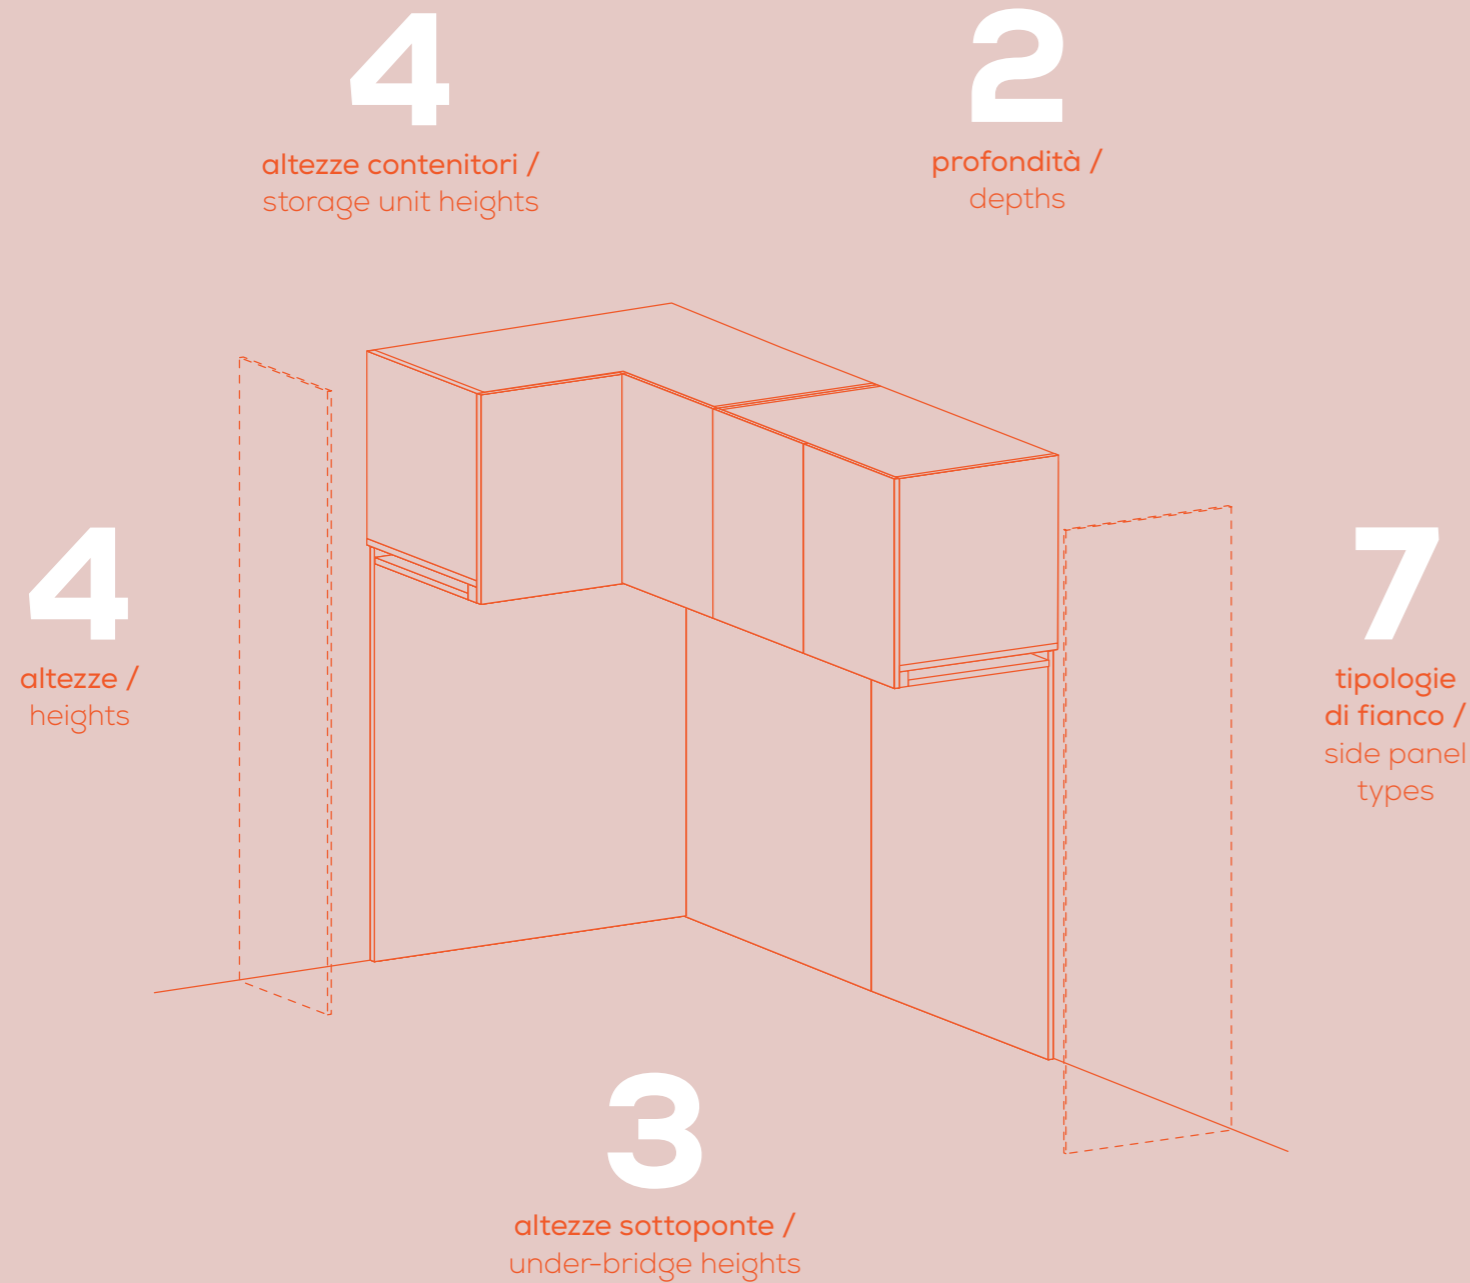 4
altezze contenitori /
storage unit heights
2
profondità /
depths
4
altezze /
heights
7
tipologie
di fianco /
side panel
types
3
altezze sottoponte /
under-bridge heights